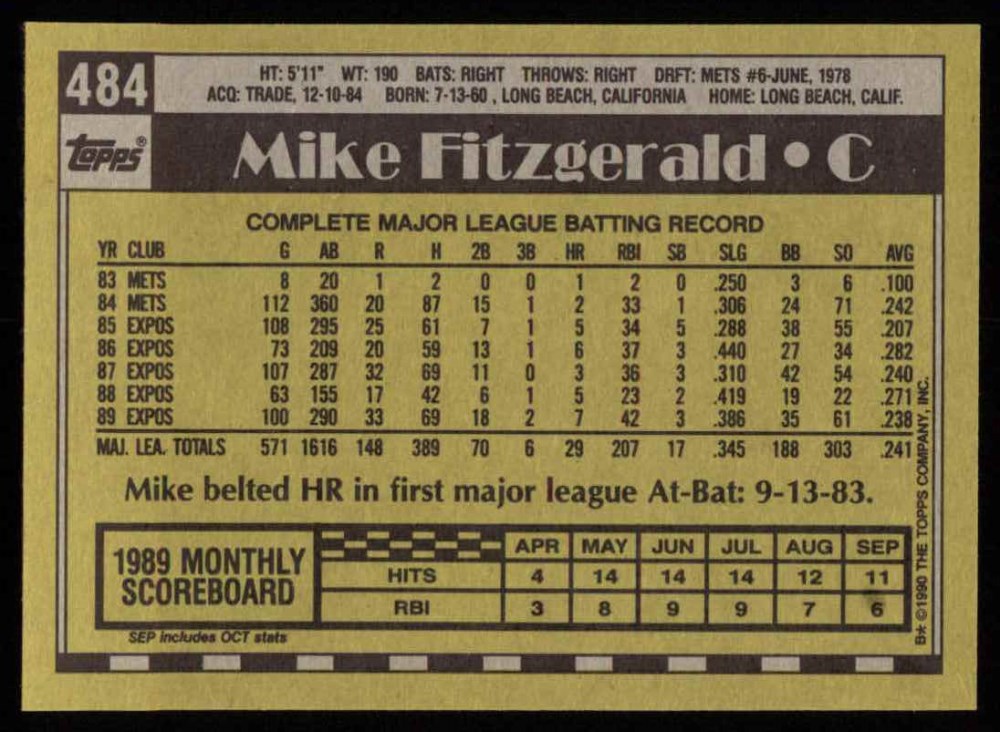 484
HT: 5'11" WT: 190 BATS: RIGHT THROWS: RIGHT DRFT: METS #6-JUNE, 1978
ACQ: TRADE, 12-10-84 BORN: 7-13-60 , LONG BEACH, CALIFORNIA HOME: LONG BEACH, CALIF.
topps®
Mike Fitzgerald • C
COMPLETE MAJOR LEAGUE BATTING RECORD
YR CLUB G AB R H 2B 3B HR RBI SB SLG BB SO AVG
83 METS 8 20 1 2 0 0 1 2 0 .250 3 6 .100
84 METS 112 360 20 87 15 1 2 33 1 .306 24 71 .242
85 EXPOS 108 295 25 61 7 1 5 34 5 .288 38 55 .207
86 EXPOS 73 209 20 59 13 1 6 37 3 .440 27 34 .282
87 EXPOS 107 287 32 69 11 0 3 36 3 .310 42 54 .240
88 EXPOS 63 155 17 42 6 1 5 23 2 .419 19 22 .271
89 EXPOS 100 290 33 69 18 2 7 42 3 .386 35 61 .238
MAJ. LEA. TOTALS 571 1616 148 389 70 6 29 207 17 .345 188 303 .241
Mike belted HR in first major league At-Bat: 9-13-83.
1989 MONTHLY SCOREBOARD
APR MAY JUN JUL AUG SEP
HITS 4 14 14 14 12 11
RBI 3 8 9 9 7 6
SEP includes OCT stats
B* ©1990 THE TOPPS COMPANY, INC.